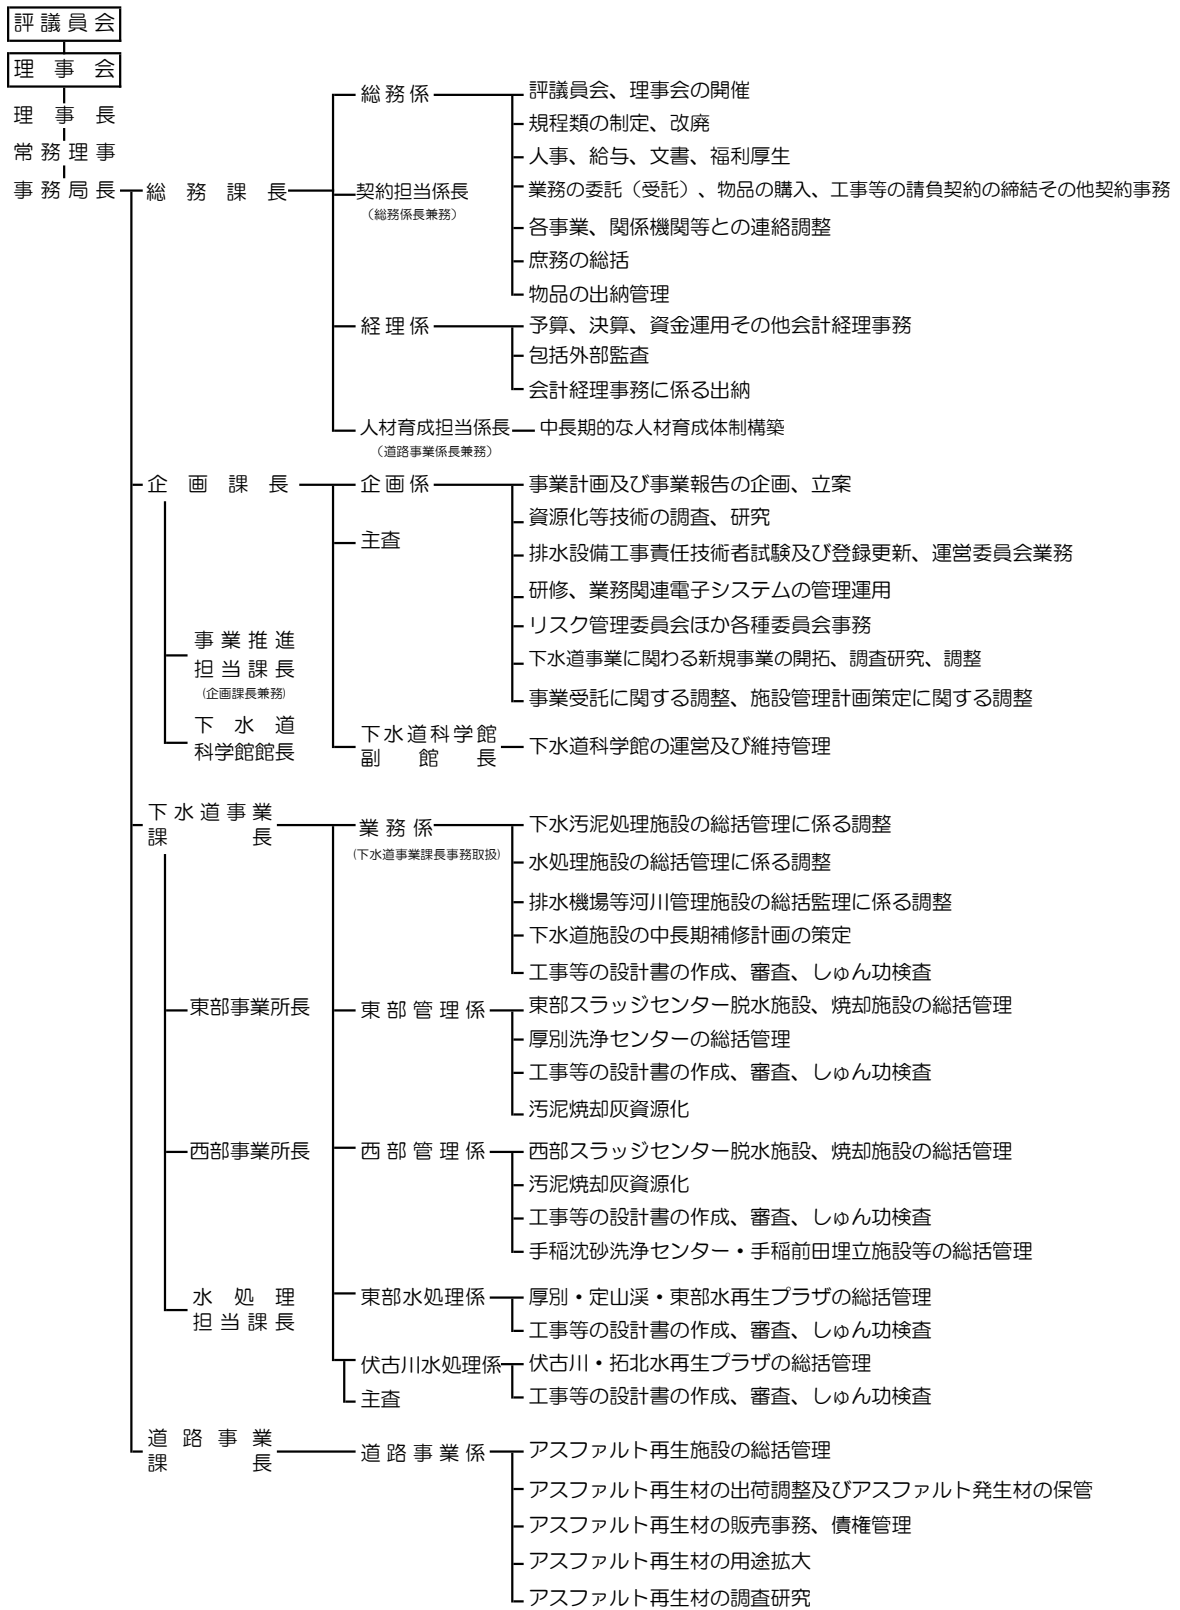 評議員会
理事会
理事長
常務理事
事務局長
総務課長
総務係
評議員会、理事会の開催
規程類の制定、改廃
人事、給与、文書、福利厚生
契約担当係長
（総務係長兼務）
業務の委託（受託）、物品の購入、工事等の請負契約の締結その他契約事務
各事業、関係機関等との連絡調整
庶務の総括
物品の出納管理
経理係
予算、決算、資金運用その他会計経理事務
包括外部監査
会計経理事務に係る出納
人材育成担当係長
（道路事業係長兼務）
中長期的な人材育成体制構築
企画課長
企画係
事業計画及び事業報告の企画、立案
資源化等技術の調査、研究
主査
排水設備工事責任技術者試験及び登録更新、運営委員会業務
研修、業務関連電子システムの管理運用
リスク管理委員会ほか各種委員会事務
下水道事業に関わる新規事業の開拓、調査研究、調整
事業受託に関する調整、施設管理計画策定に関する調整
事業推進
担当課長
(企画課長兼務)
下水道
科学館館長
下水道科学館
副館長
下水道科学館の運営及び維持管理
下水道事業
課長
業務係
(下水道事業課長事務取扱)
下水汚泥処理施設の総括管理に係る調整
水処理施設の総括管理に係る調整
排水機場等河川管理施設の総括監理に係る調整
下水道施設の中長期補修計画の策定
工事等の設計書の作成、審査、しゅん功検査
東部事業所長
東部管理係
東部スラッジセンター脱水施設、焼却施設の総括管理
厚別洗浄センターの総括管理
工事等の設計書の作成、審査、しゅん功検査
汚泥焼却灰資源化
西部事業所長
西部管理係
西部スラッジセンター脱水施設、焼却施設の総括管理
汚泥焼却灰資源化
工事等の設計書の作成、審査、しゅん功検査
手稲沈砂洗浄センター・手稲前田埋立施設等の総括管理
水処理
担当課長
東部水処理係
厚別・定山渓・東部水再生プラザの総括管理
工事等の設計書の作成、審査、しゅん功検査
伏古川水処理係
伏古川・拓北水再生プラザの総括管理
主査
工事等の設計書の作成、審査、しゅん功検査
道路事業
課長
道路事業係
アスファルト再生施設の総括管理
アスファルト再生材の出荷調整及びアスファルト発生材の保管
アスファルト再生材の販売事務、債権管理
アスファルト再生材の用途拡大
アスファルト再生材の調査研究